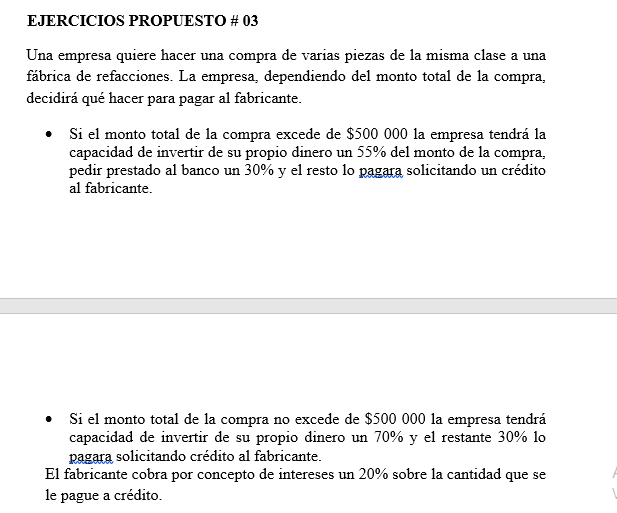 EJERCICIOS PROPUESTO # 03
Una empresa quiere hacer una compra de varias piezas de la misma clase a una
fábrica de refacciones. La empresa, dependiendo del monto total de la compra,
decidirá qué hacer para pagar al fabricante.
• Si el monto total de la compra excede de $500 000 la empresa tendrá la
capacidad de invertir de su propio dinero un 55% del monto de la compra,
pedir prestado al banco un 30% y el resto lo pagara solicitando un crédito
al fabricante.
• Si el monto total de la compra no excede de $500 000 la empresa tendrá
capacidad de invertir de su propio dinero un 70% y el restante 30% lo
pagara solicitando crédito al fabricante.
El fabricante cobra por concepto de intereses un 20% sobre la cantidad que se
le pague a crédito.